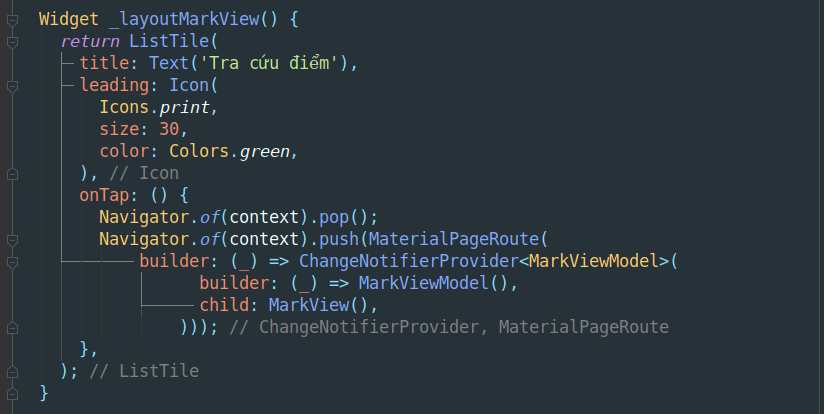 Widget _layoutMarkView() {
return ListTile(
title: Text('Tra cứu điểm'),
leading: Icon(
Icons.print,
size: 30,
color: Colors.green,
), // Icon
onTap: () {
Navigator.of(context).pop();
Navigator.of(context).push(MaterialPageRoute(
builder: (_) => ChangeNotifierProvider<MarkViewModel>(
builder: (_) => MarkViewModel(),
child: MarkView(),
))); // ChangeNotifierProvider, MaterialPageRoute
},
); // ListTile
}